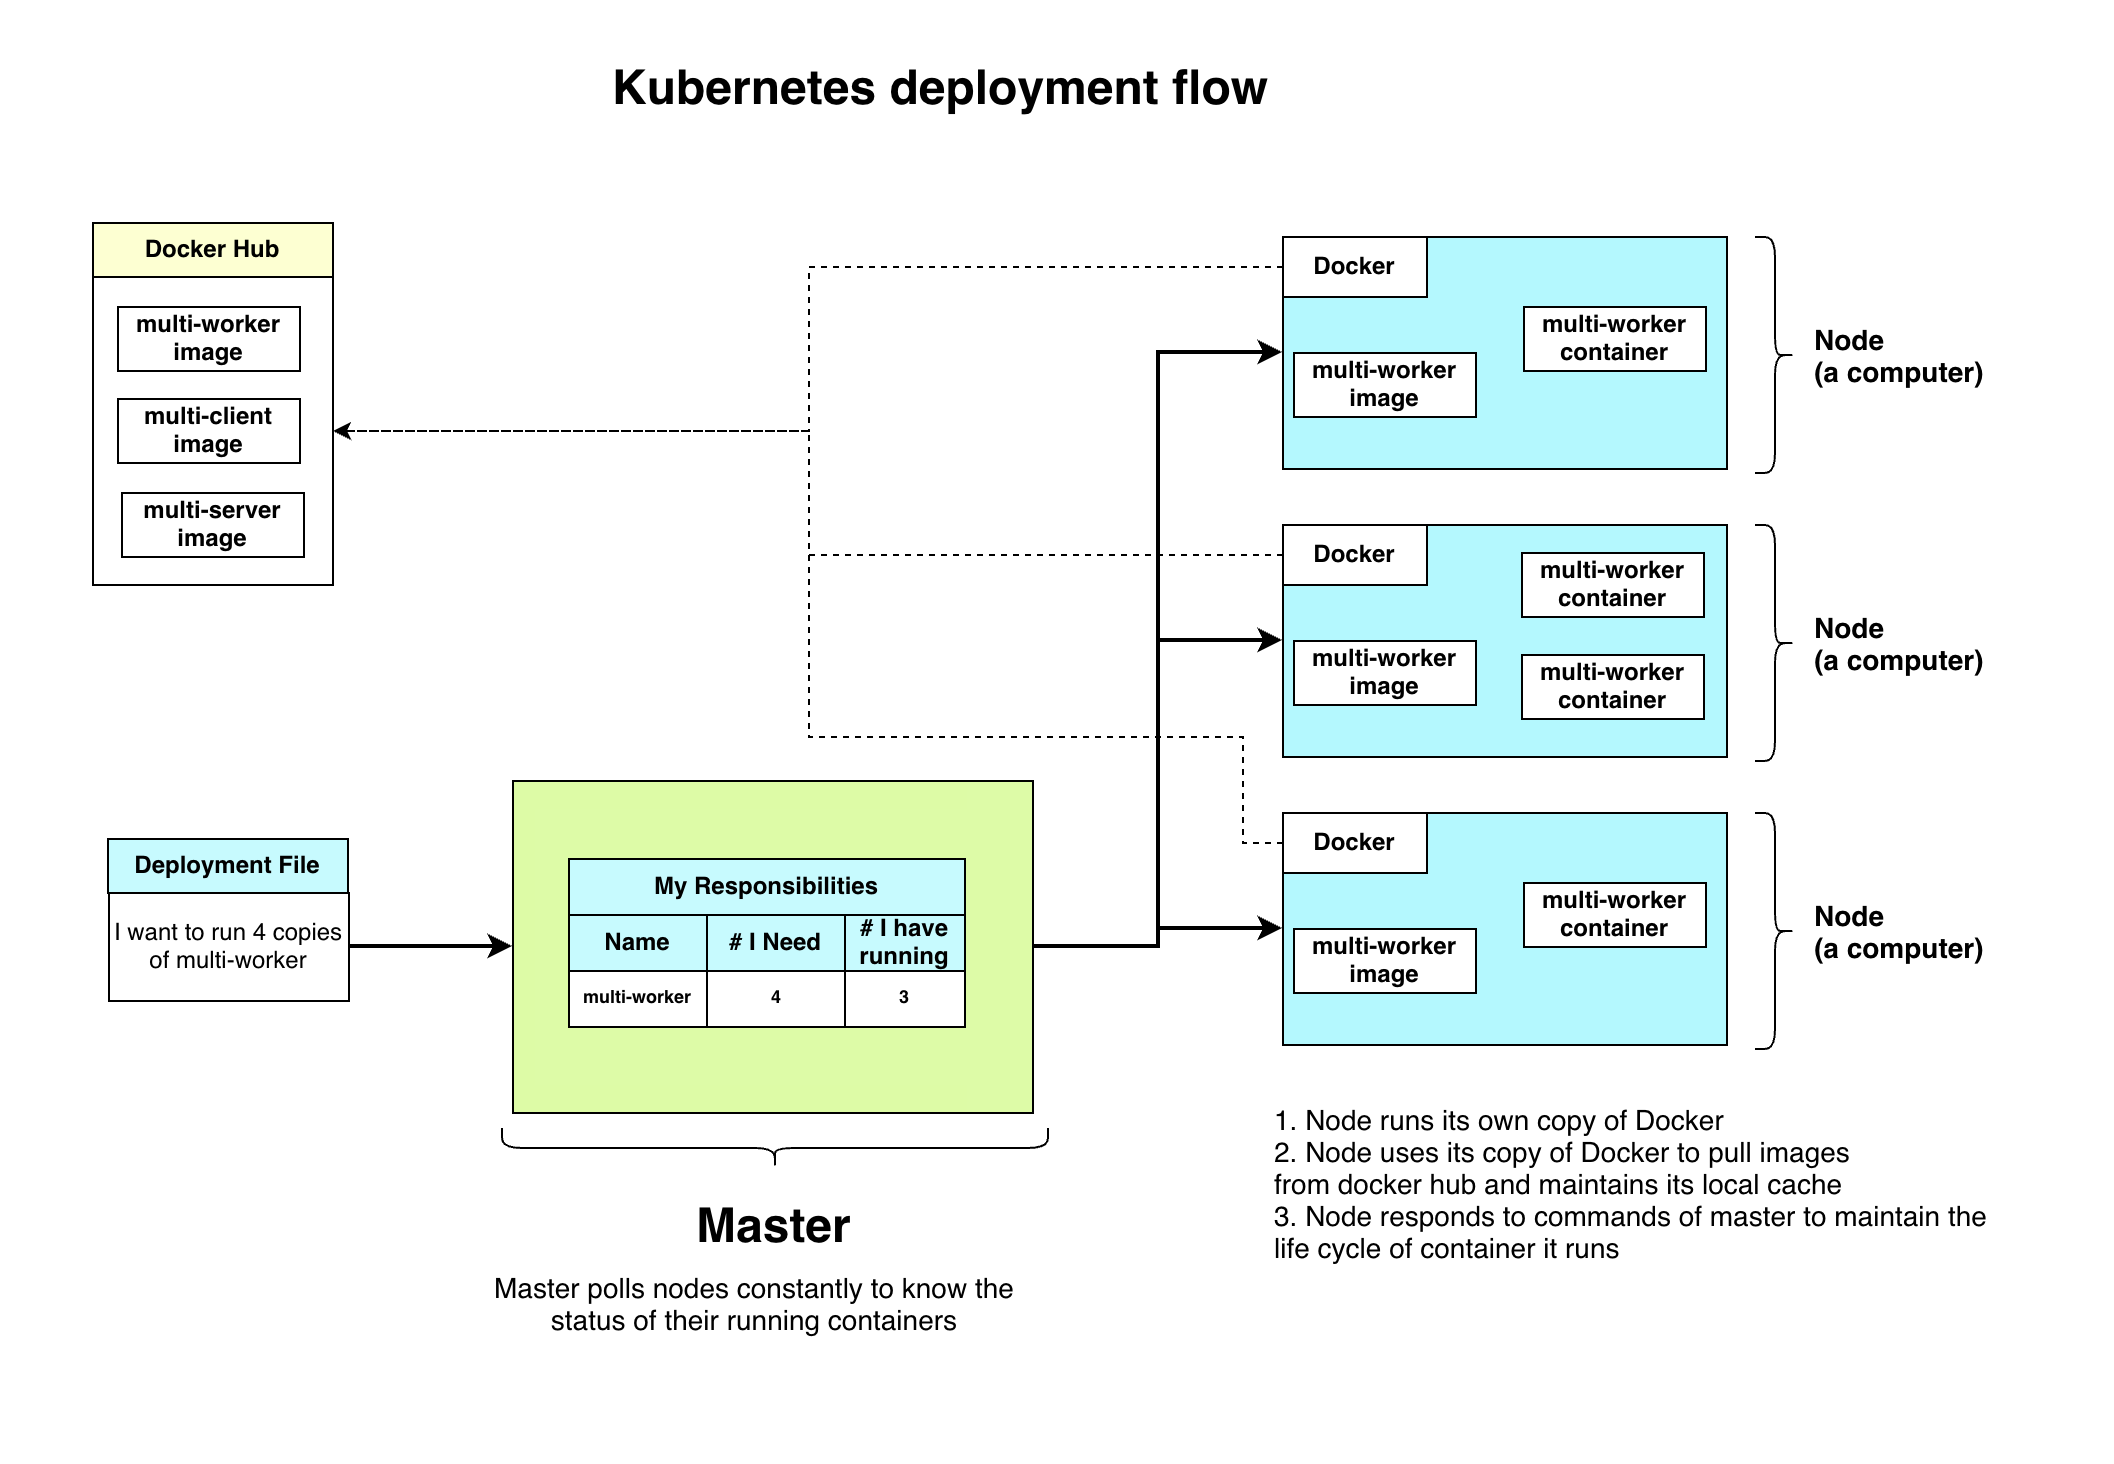 Kubernetes deployment flow
Docker Hub
multi-worker
image
multi-client
image
multi-server
image
Deployment File
I want to run 4 copies
of multi-worker
My Responsibilities
Name
# I Need
# I have
running
multi-worker
4
3
Master
Master polls nodes constantly to know the
status of their running containers
Docker
multi-worker
image
multi-worker
container
Node
(a computer)
Docker
multi-worker
image
multi-worker
container
multi-worker
container
Node
(a computer)
Docker
multi-worker
image
multi-worker
container
Node
(a computer)
1. Node runs its own copy of Docker
2. Node uses its copy of Docker to pull images
from docker hub and maintains its local cache
3. Node responds to commands of master to maintain the
life cycle of container it runs